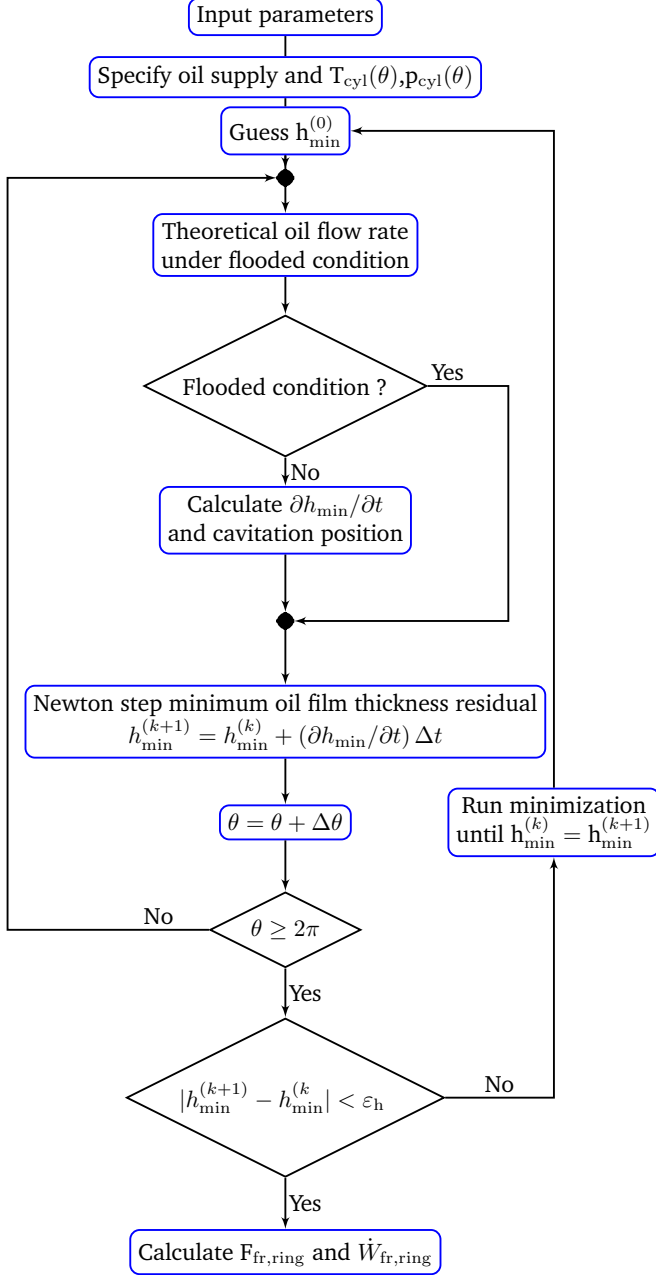 Input parameters
Specify oil supply and T_cyl(θ),p_cyl(θ)
Guess h_min^(0)
Theoretical oil flow rate
under flooded condition
Flooded condition ?
Yes
No
Calculate ∂h_min/∂t
and cavitation position
Newton step minimum oil film thickness residual
h_min^(k+1) = h_min^(k) + (∂h_min/∂t) Δt
Run minimization
until h_min^(k) = h_min^(k+1)
θ = θ + Δθ
No
θ ≥ 2π
Yes
|h_min^(k+1) − h_min^(k| < ε_h
No
Yes
Calculate F_fr,ring and Ẇ_fr,ring